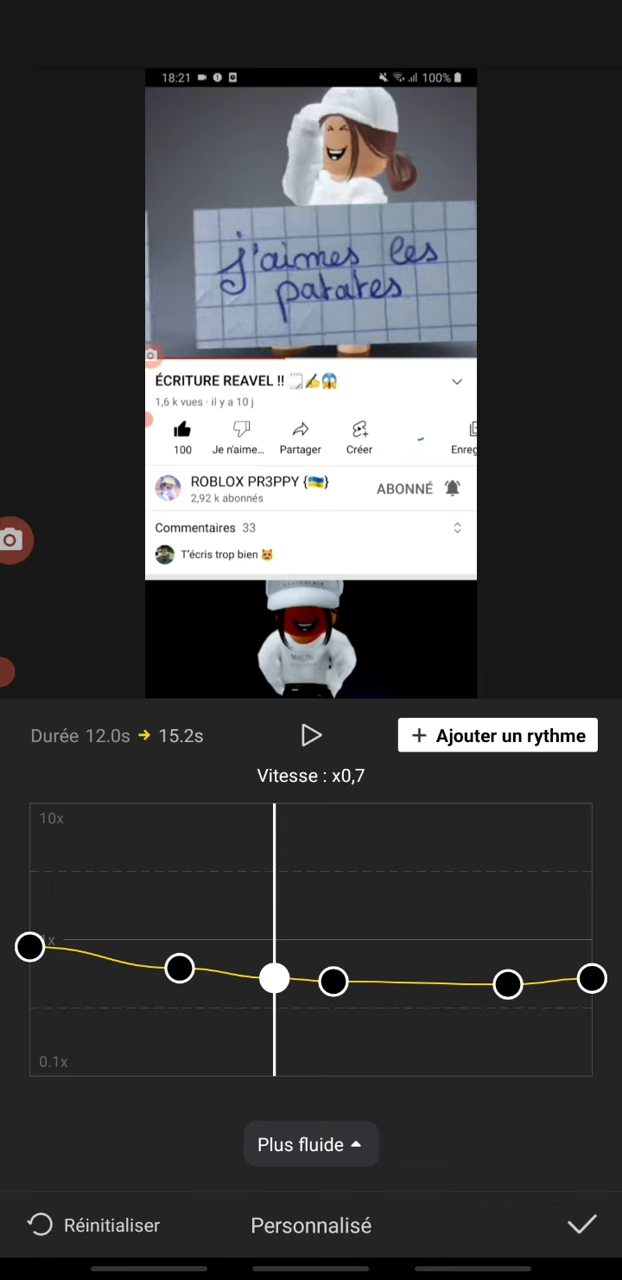 18:21 100%
j'aimes les
patates
ÉCRITURE REAVEL !! 🗒️✍️😱
1,6 k vues · il y a 10 j
100 Je n'aime... Partager Créer Enreg
ROBLOX PR3PPY {🇺🇦}
2,92 k abonnés
ABONNÉ
Commentaires 33
T'écris trop bien 😼
Durée 12.0s → 15.2s
+ Ajouter un rythme
Vitesse : x0,7
10x
1x
0.1x
Plus fluide
Réinitialiser Personnalisé